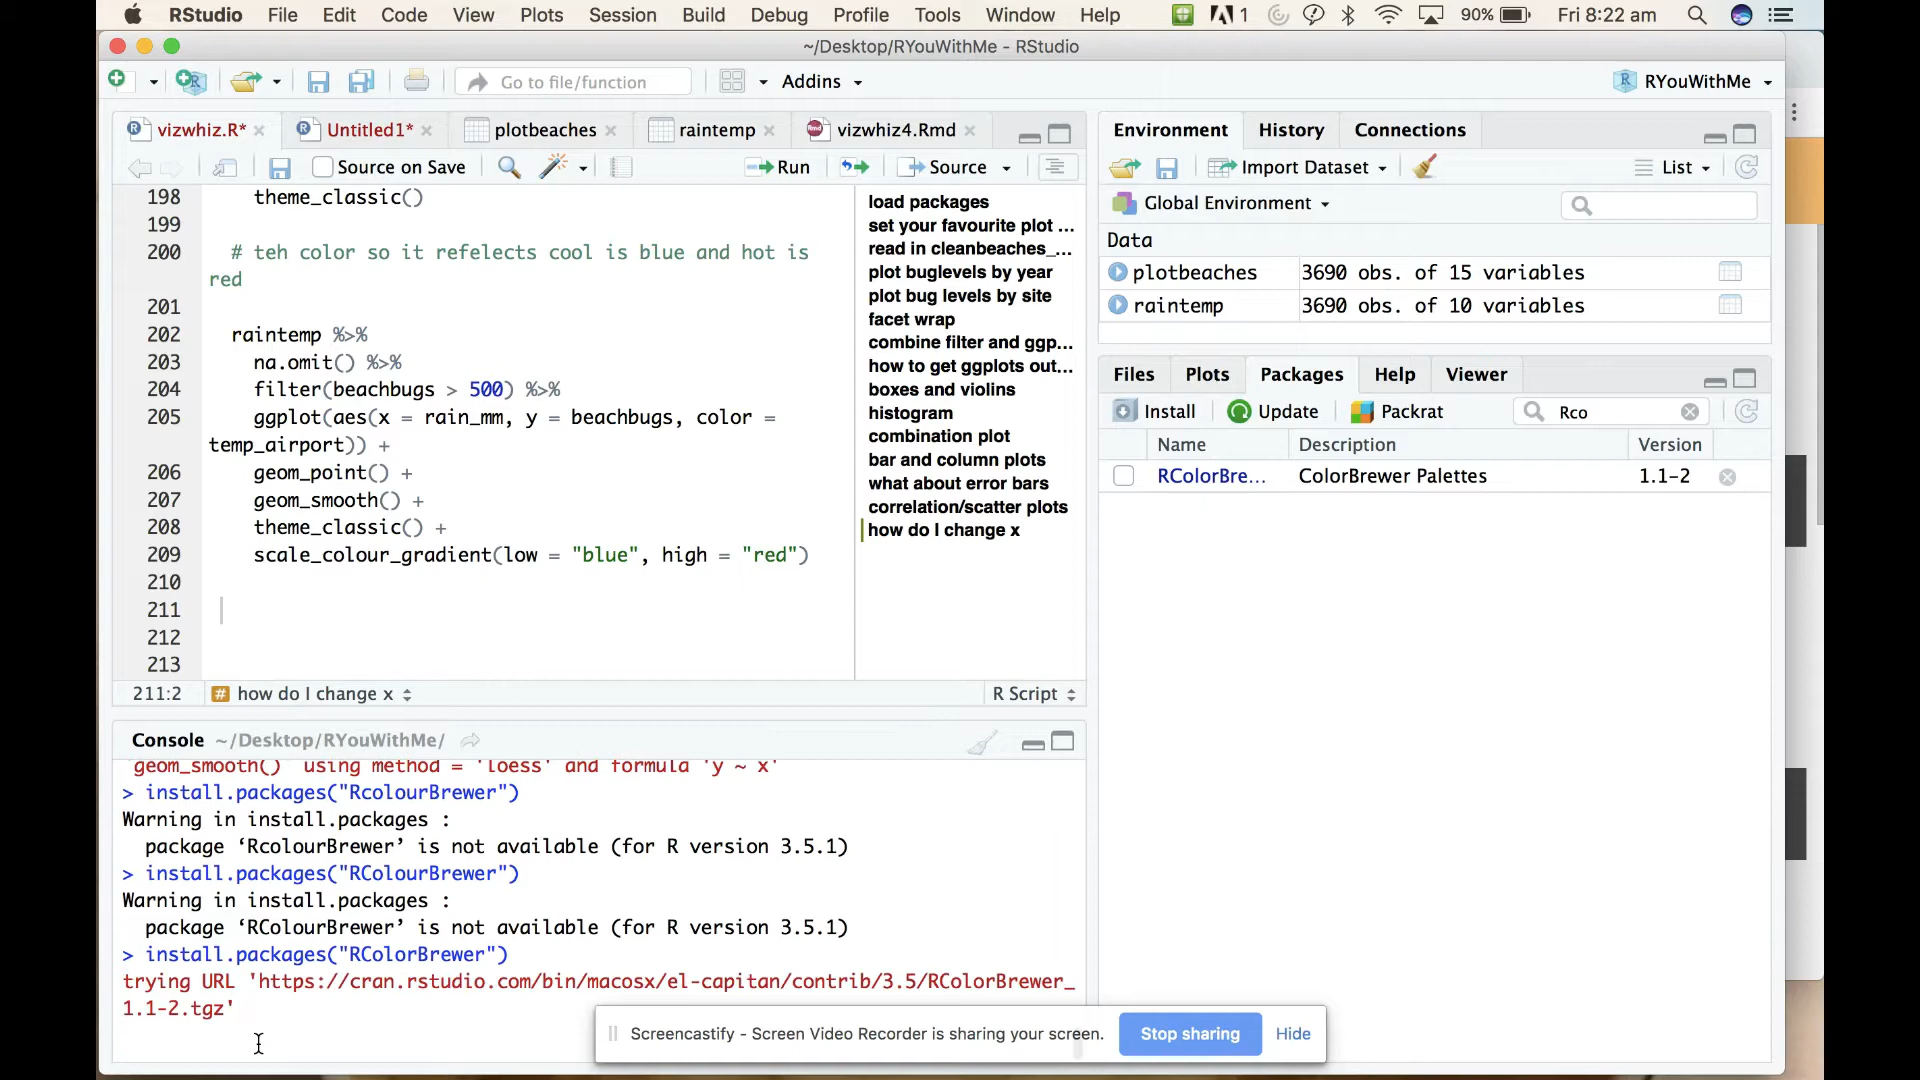 RStudio File Edit Code View Plots Session Build Debug Profile Tools Window Help 1 90% Fri 8:22 am
~/Desktop/RYouWithMe - RStudio
Go to file/function Addins RYouWithMe
vizwhiz.R* Untitled1* plotbeaches raintemp vizwhiz4.Rmd
Source on Save Run Source
198 theme_classic()
199
200 # teh color so it refelects cool is blue and hot is
red
201
202 raintemp %>%
203 na.omit() %>%
204 filter(beachbugs > 500) %>%
205 ggplot(aes(x = rain_mm, y = beachbugs, color =
temp_airport)) +
206 geom_point() +
207 geom_smooth() +
208 theme_classic() +
209 scale_colour_gradient(low = "blue", high = "red")
210
211
212
213
load packages
set your favourite plot ...
read in cleanbeaches_...
plot buglevels by year
plot bug levels by site
facet wrap
combine filter and ggp...
how to get ggplots out...
boxes and violins
histogram
combination plot
bar and column plots
what about error bars
correlation/scatter plots
how do I change x
211:2 # how do I change x R Script
Console ~/Desktop/RYouWithMe/
`geom_smooth()` using method = 'loess' and formula 'y ~ x'
> install.packages("RcolourBrewer")
Warning in install.packages :
package ‘RcolourBrewer’ is not available (for R version 3.5.1)
> install.packages("RColourBrewer")
Warning in install.packages :
package ‘RColourBrewer’ is not available (for R version 3.5.1)
> install.packages("RColorBrewer")
trying URL 'https://cran.rstudio.com/bin/macosx/el-capitan/contrib/3.5/RColorBrewer_
1.1-2.tgz'
Environment History Connections
Import Dataset List
Global Environment
Data
plotbeaches 3690 obs. of 15 variables
raintemp 3690 obs. of 10 variables
Files Plots Packages Help Viewer
Install Update Packrat Rco
Name Description Version
RColorBre... ColorBrewer Palettes 1.1-2
Screencastify - Screen Video Recorder is sharing your screen. Stop sharing Hide